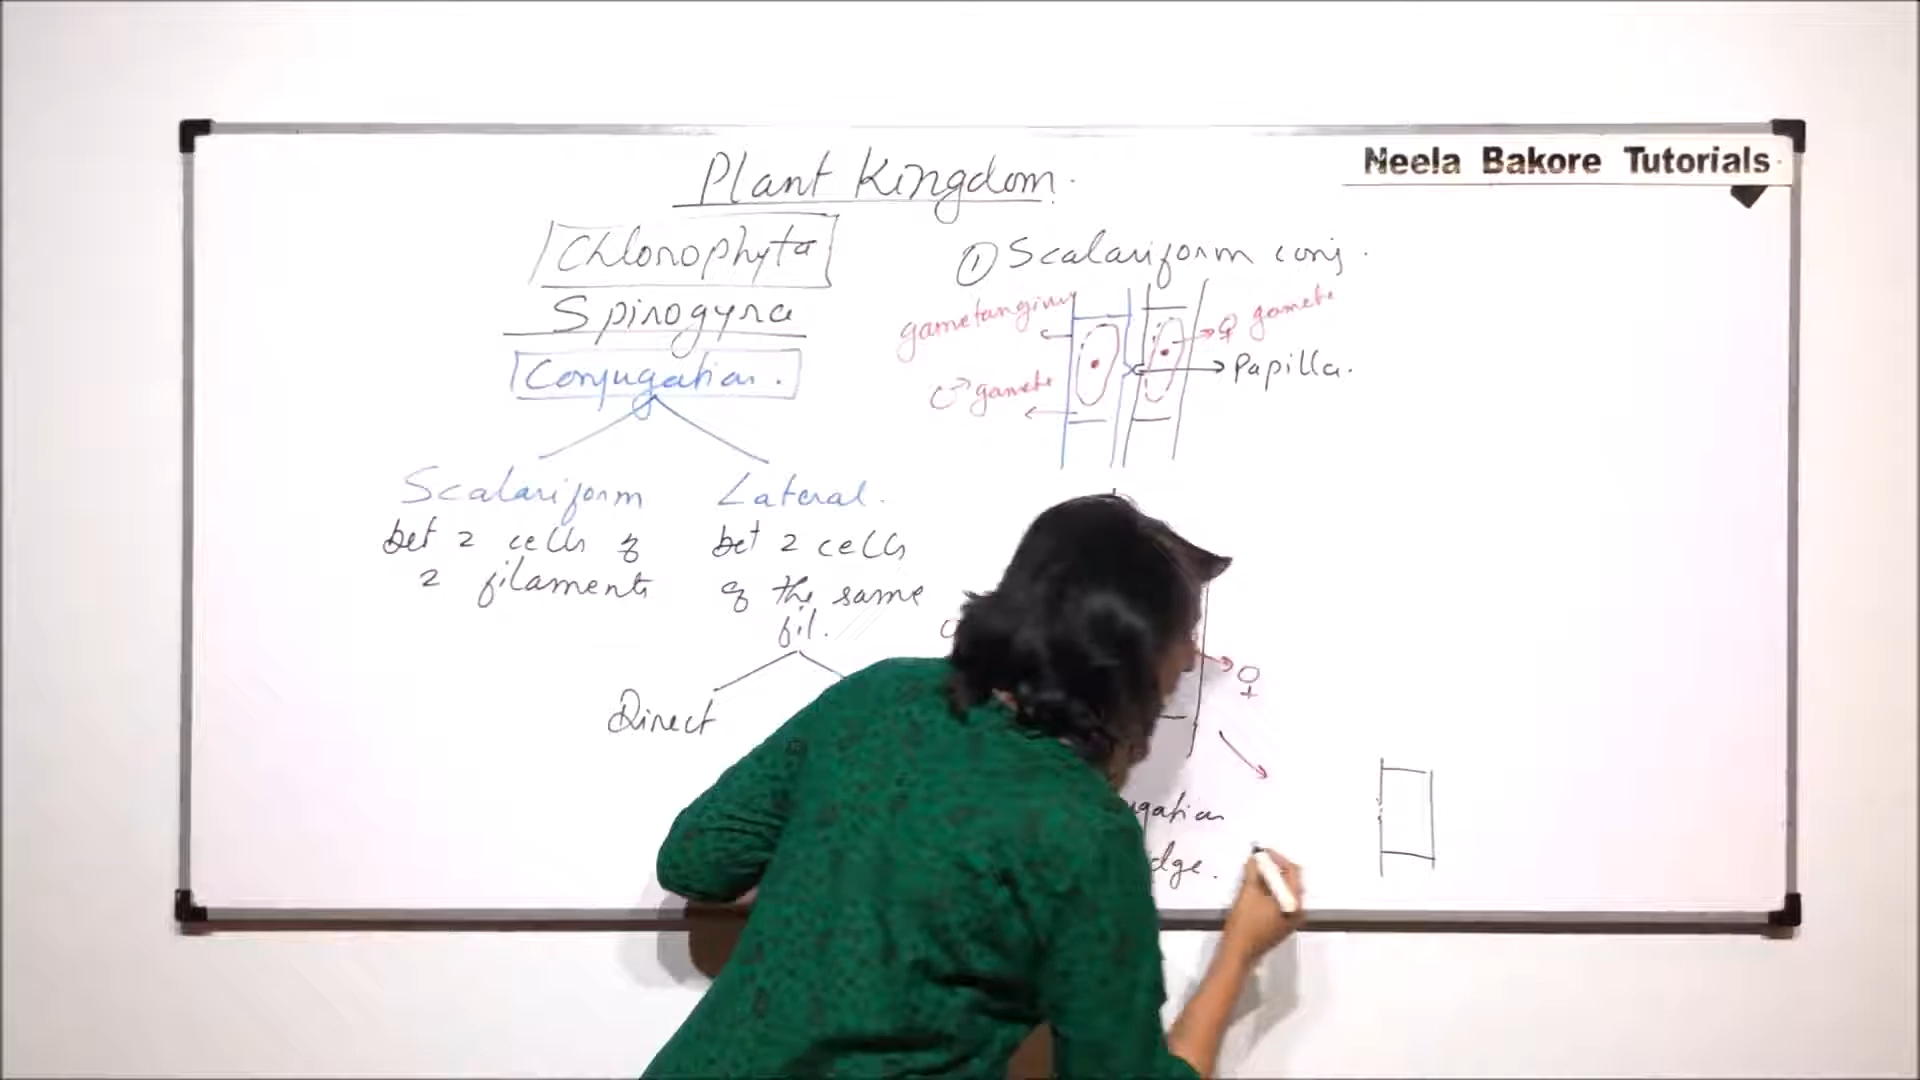 Neela Bakore Tutorials
Plant Kingdom.
Chlorophyta
Spirogyra
Conjugation.
Scalariform
bet 2 cells of
2 filaments
Lateral.
bet 2 cells
of the same
fil.
Direct
① Scalariform conj.
gametangium
♀ gamete
Papilla.
♂ gamete
♀